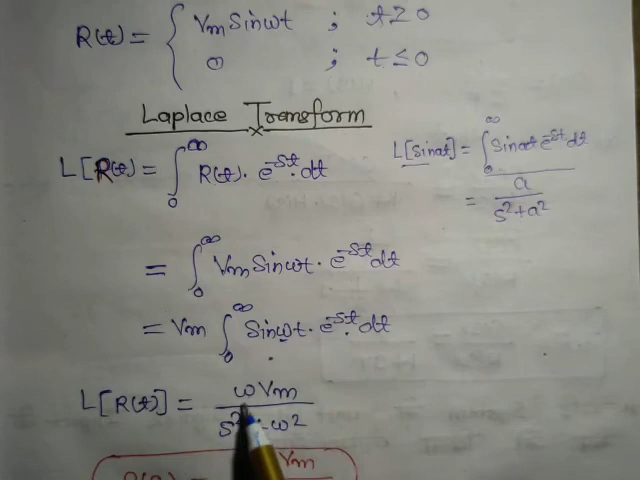 R(t) = { Vm Sinωt ; t ≥ 0
0 ; t ≤ 0
Laplace Transform
L[R(t) = ∫₀^∞ R(t) · e^-st · dt
L[Sinat] = ∫₀^∞ Sinat e^-st dt
= a / s²+a²
= ∫₀^∞ Vm Sinωt · e^-st dt
= Vm ∫₀^∞ Sinωt · e^-st dt
L[R(t)] = ωVm / s² ω²
Vm